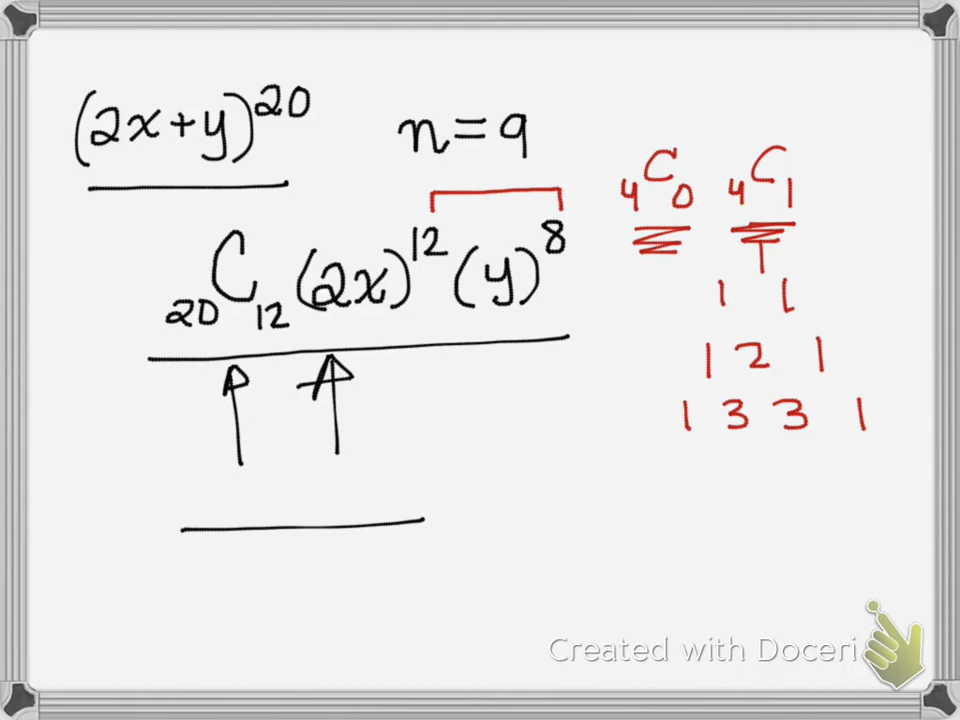 (2x+y)²⁰ n=9
₄C₀ ₄C₁
₂₀C₁₂ (2x)¹² (y)⁸
1 1
1 2 1
1 3 3 1
Created with Doceri